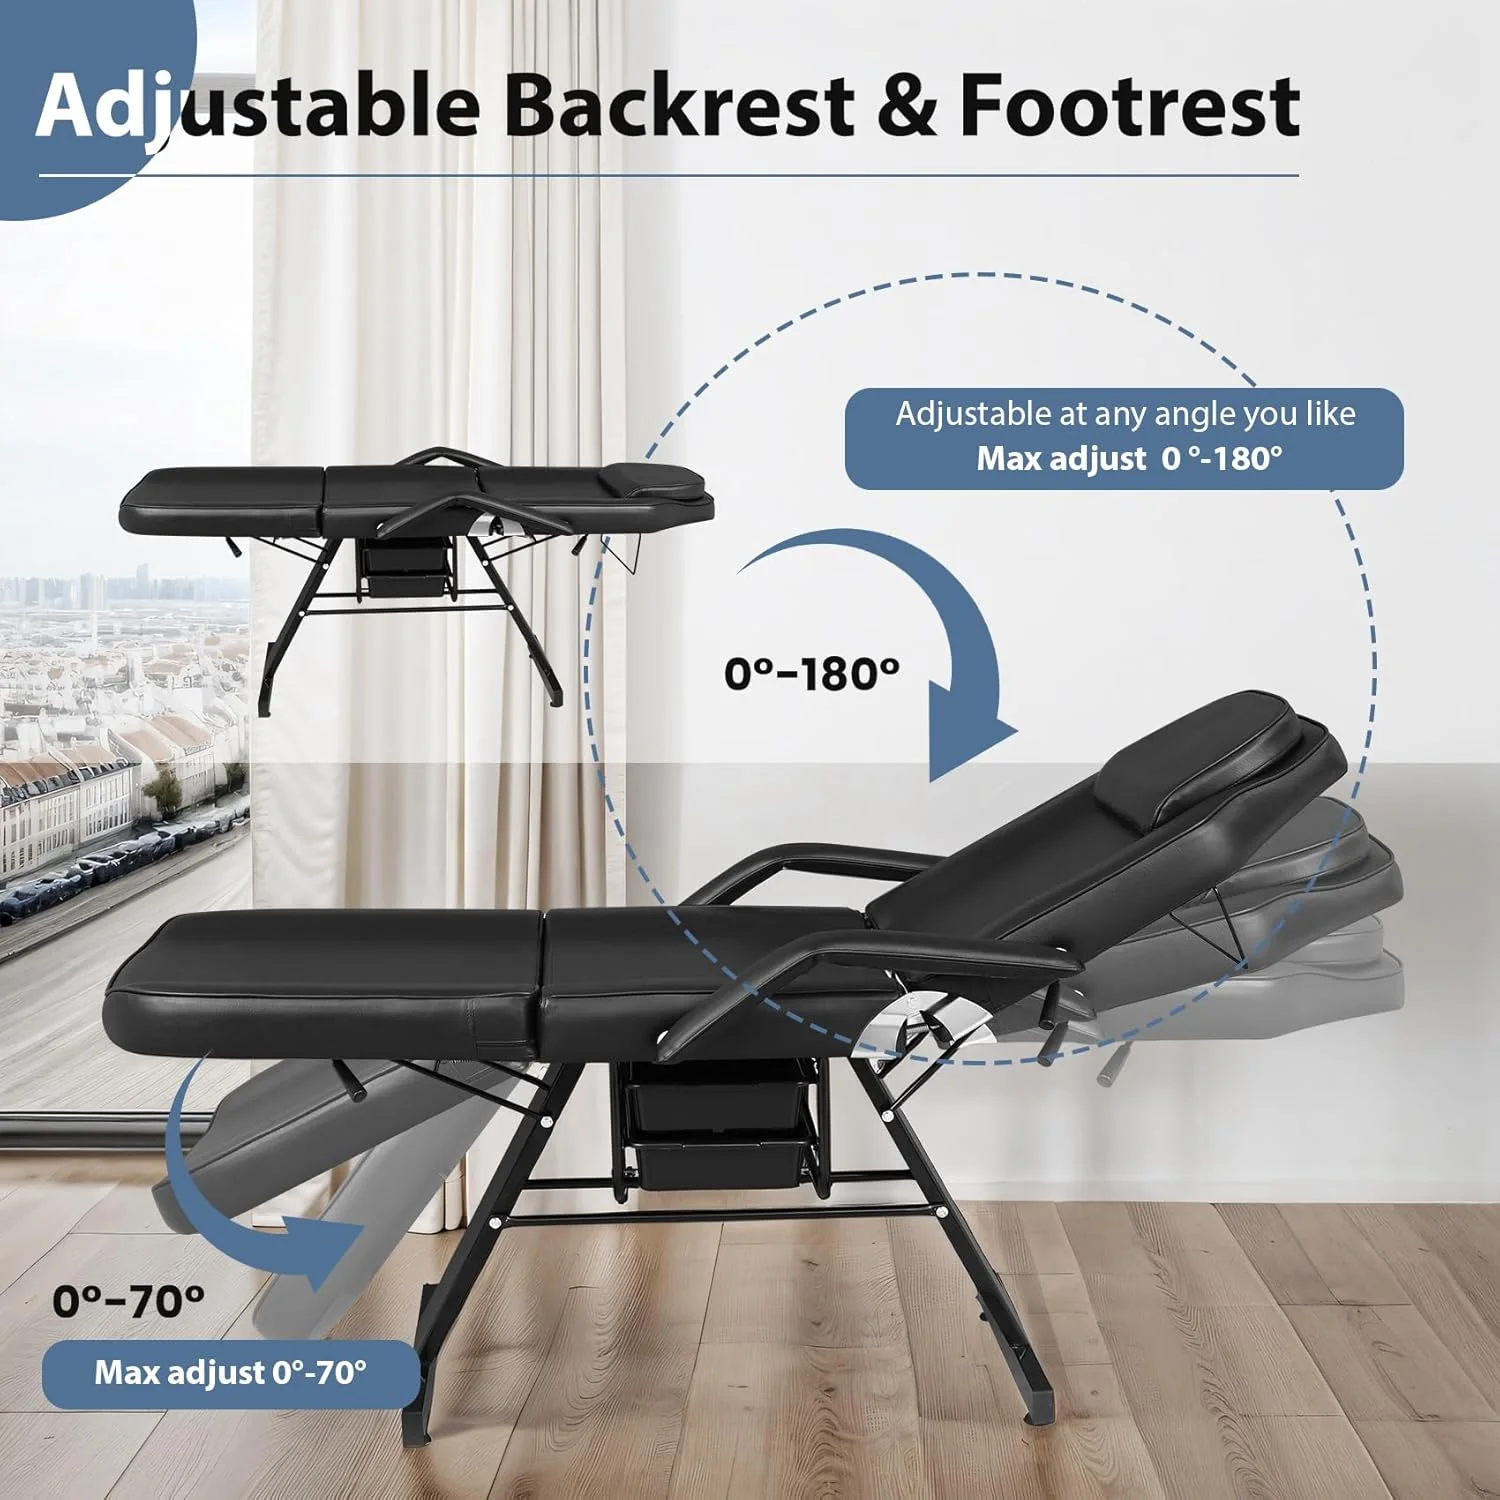 Adjustable Backrest & Footrest
Adjustable at any angle you like
Max adjust 0 °-180°
0°-180°
0°-70°
Max adjust 0°-70°